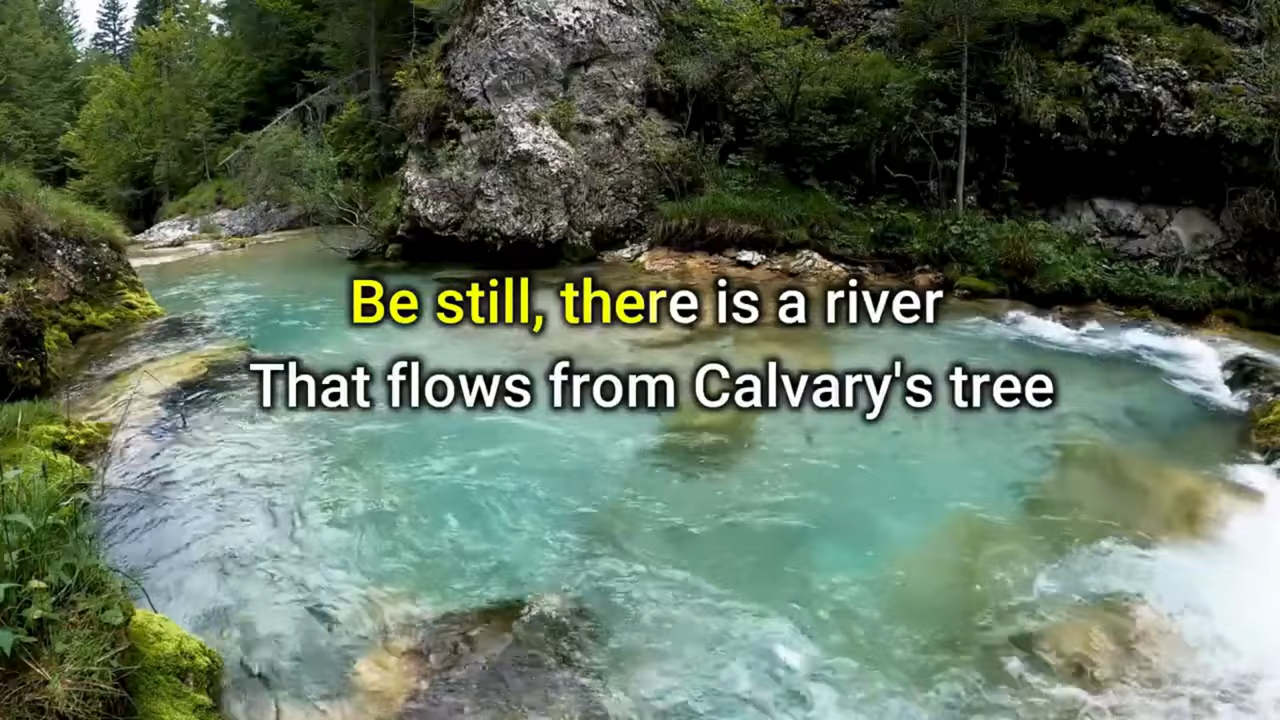 Be still, there is a river
That flows from Calvary's tree